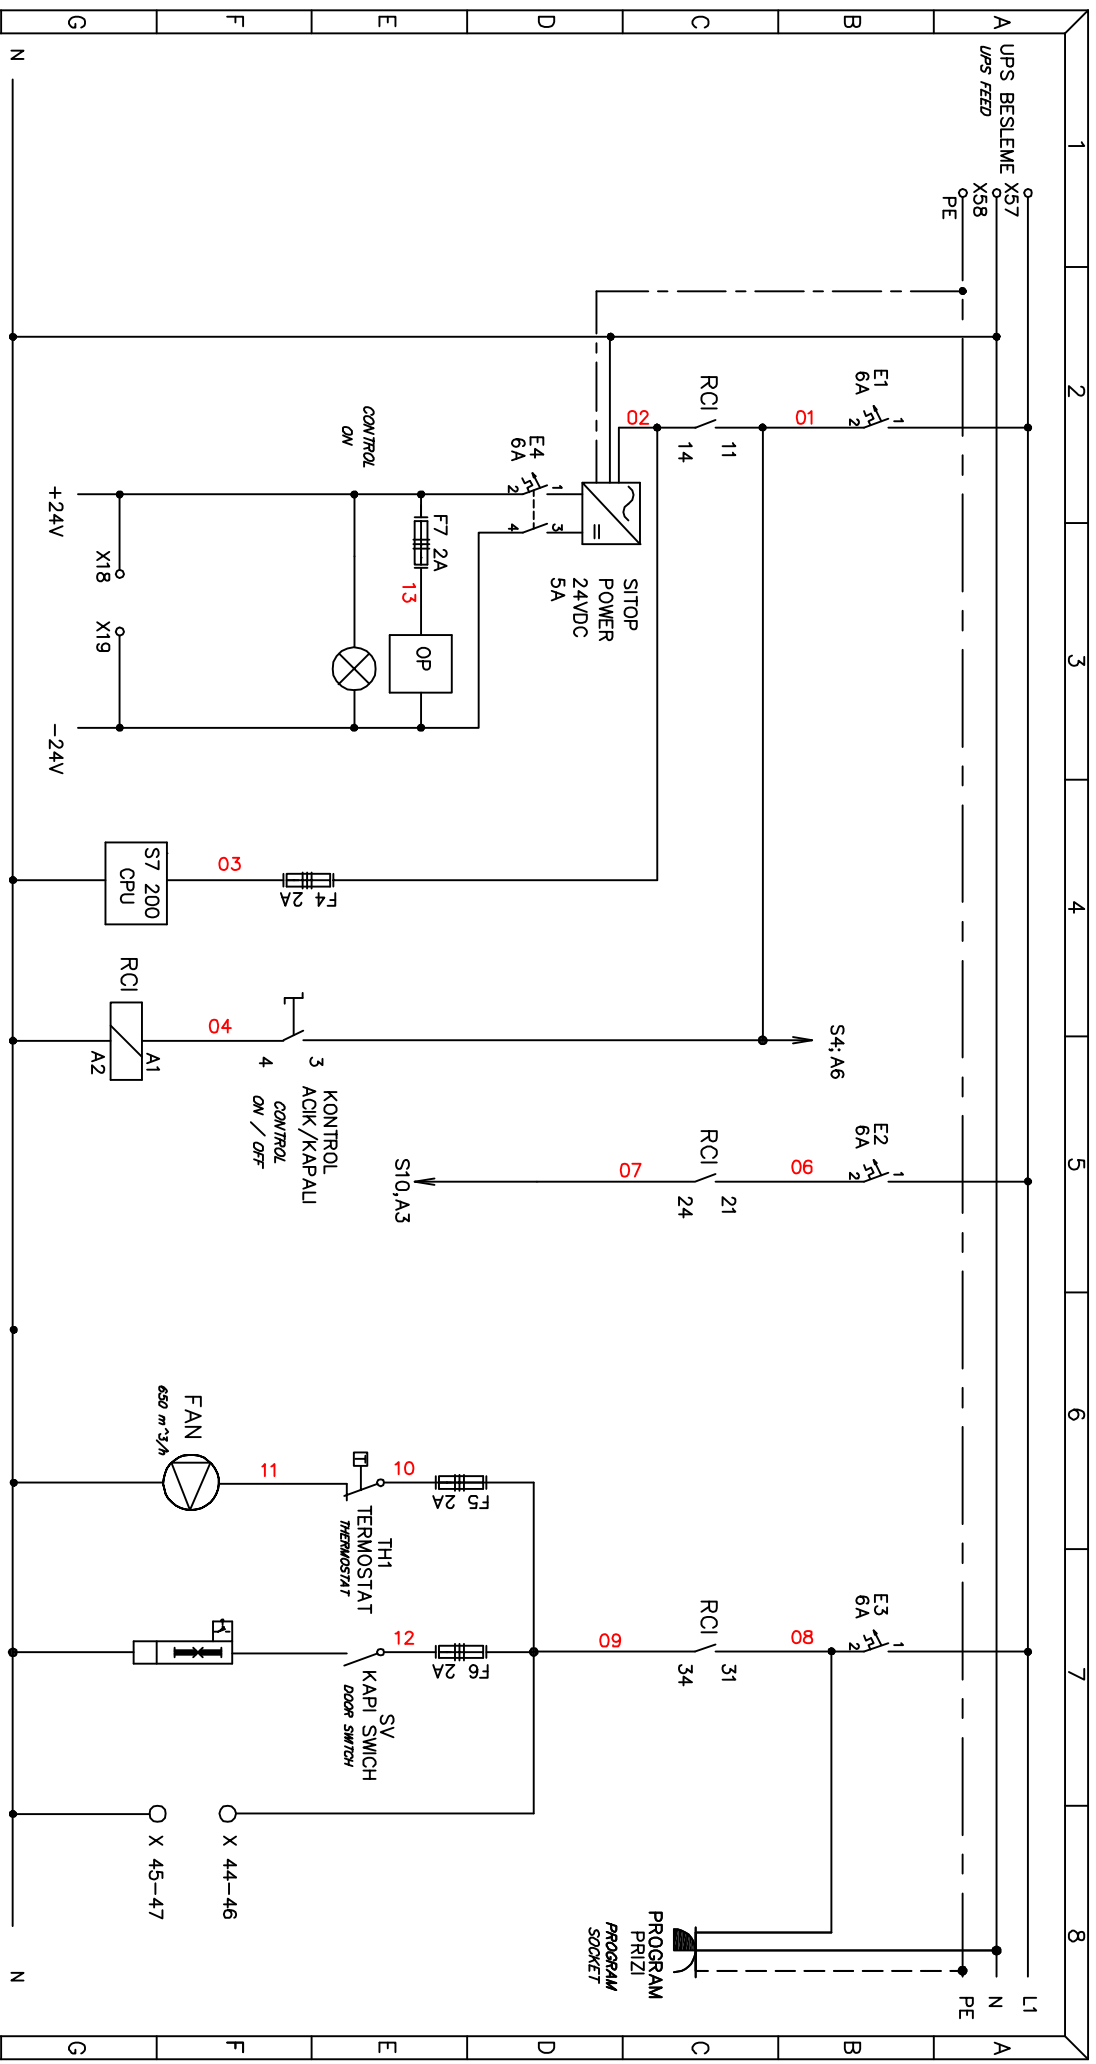 1
2
3
4
5
6
7
8
A
B
C
D
E
F
G
A
B
C
D
E
F
G
UPS BESLEME
UPS FEED
X57
X58
PE
L1
N
PE
E1
6A
1
2
01
RCI
11
14
02
SITOP
POWER
24VDC
5A
E4
6A
1
2
3
4
F7 2A
13
OP
CONTROL
ON
X18
X19
+24V
-24V
F4 2A
03
S7 200
CPU
S4;A6
3
4
KONTROL
ACIK/KAPALI
CONTROL
ON / OFF
04
RCI
A1
A2
E2
6A
1
2
06
RCI
21
24
07
S10,A3
E3
6A
1
2
08
RCI
31
34
09
F5 2A
10
TH1
TERMOSTAT
THERMOSTAT
11
FAN
650 m^3/h
F6 2A
12
SV
KAPI SWICH
DOOR SWITCH
X 44-46
X 45-47
PROGRAM
PRIZI
PROGRAM
SOCKET
N
N